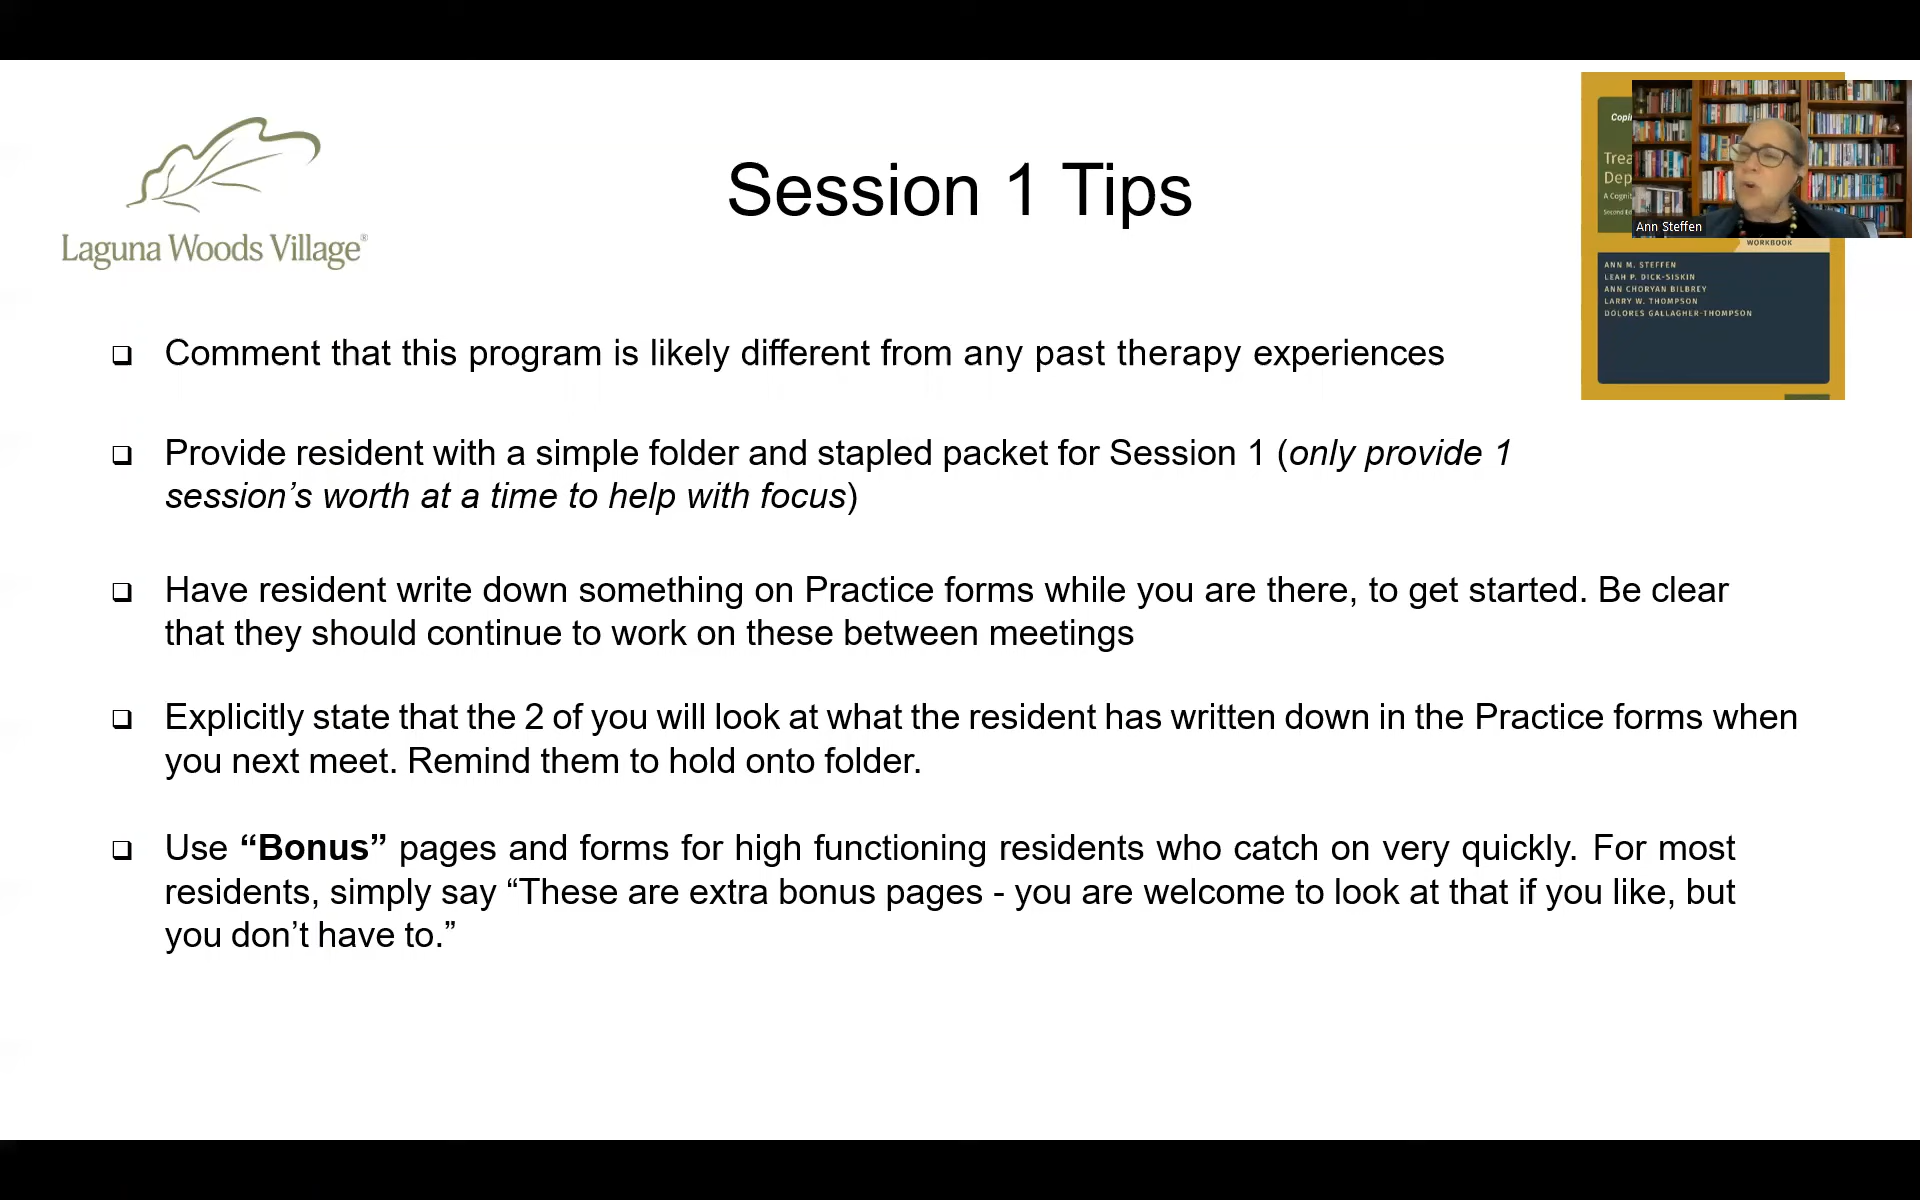 Laguna Woods Village®
Session 1 Tips
Ann Steffen
Second
WORKBOOK
ANN M. STEFFEN
LEAH P. DICK-SISKIN
ANN CHORYAN BILBREY
LARRY W. THOMPSON
DOLORES GALLAGHER-THOMPSON
❏ Comment that this program is likely different from any past therapy experiences
❏ Provide resident with a simple folder and stapled packet for Session 1 (only provide 1
session’s worth at a time to help with focus)
❏ Have resident write down something on Practice forms while you are there, to get started. Be clear
that they should continue to work on these between meetings
❏ Explicitly state that the 2 of you will look at what the resident has written down in the Practice forms when
you next meet. Remind them to hold onto folder.
❏ Use “Bonus” pages and forms for high functioning residents who catch on very quickly. For most
residents, simply say “These are extra bonus pages - you are welcome to look at that if you like, but
you don’t have to.”